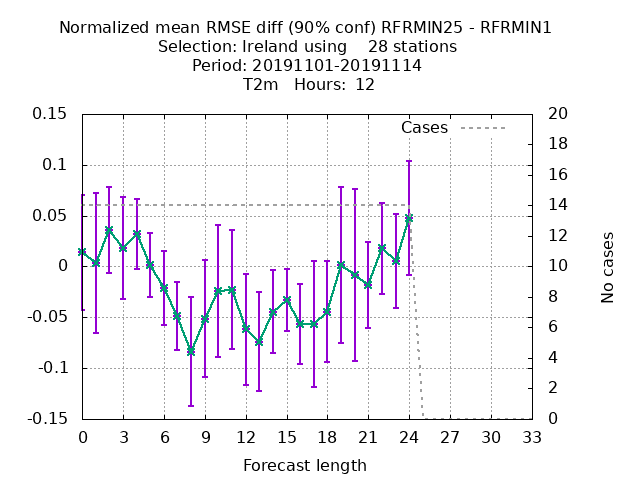 Normalized mean RMSE diff (90% conf) RFRMIN25 - RFRMIN1
Selection: Ireland using    28 stations
Period: 20191101-20191114
T2m   Hours:  12
0.15
0.1
0.05
0
-0.05
-0.1
-0.15
Cases
20
18
16
14
12
10
8
6
4
2
0
No cases
0 3 6 9 12 15 18 21 24 27 30 33
Forecast length